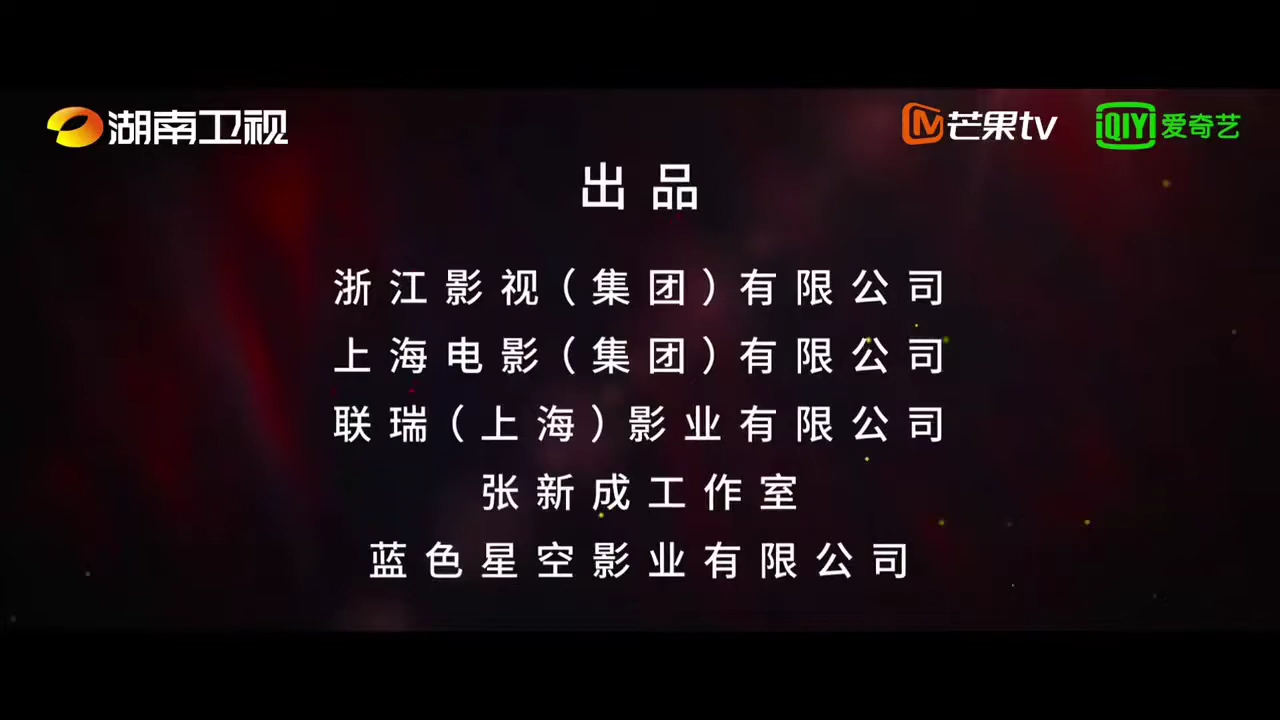 湖南卫视
芒果tv
iQIYI 爱奇艺
出品
浙江影视（集团）有限公司
上海电影（集团）有限公司
联瑞（上海）影业有限公司
张新成工作室
蓝色星空影业有限公司